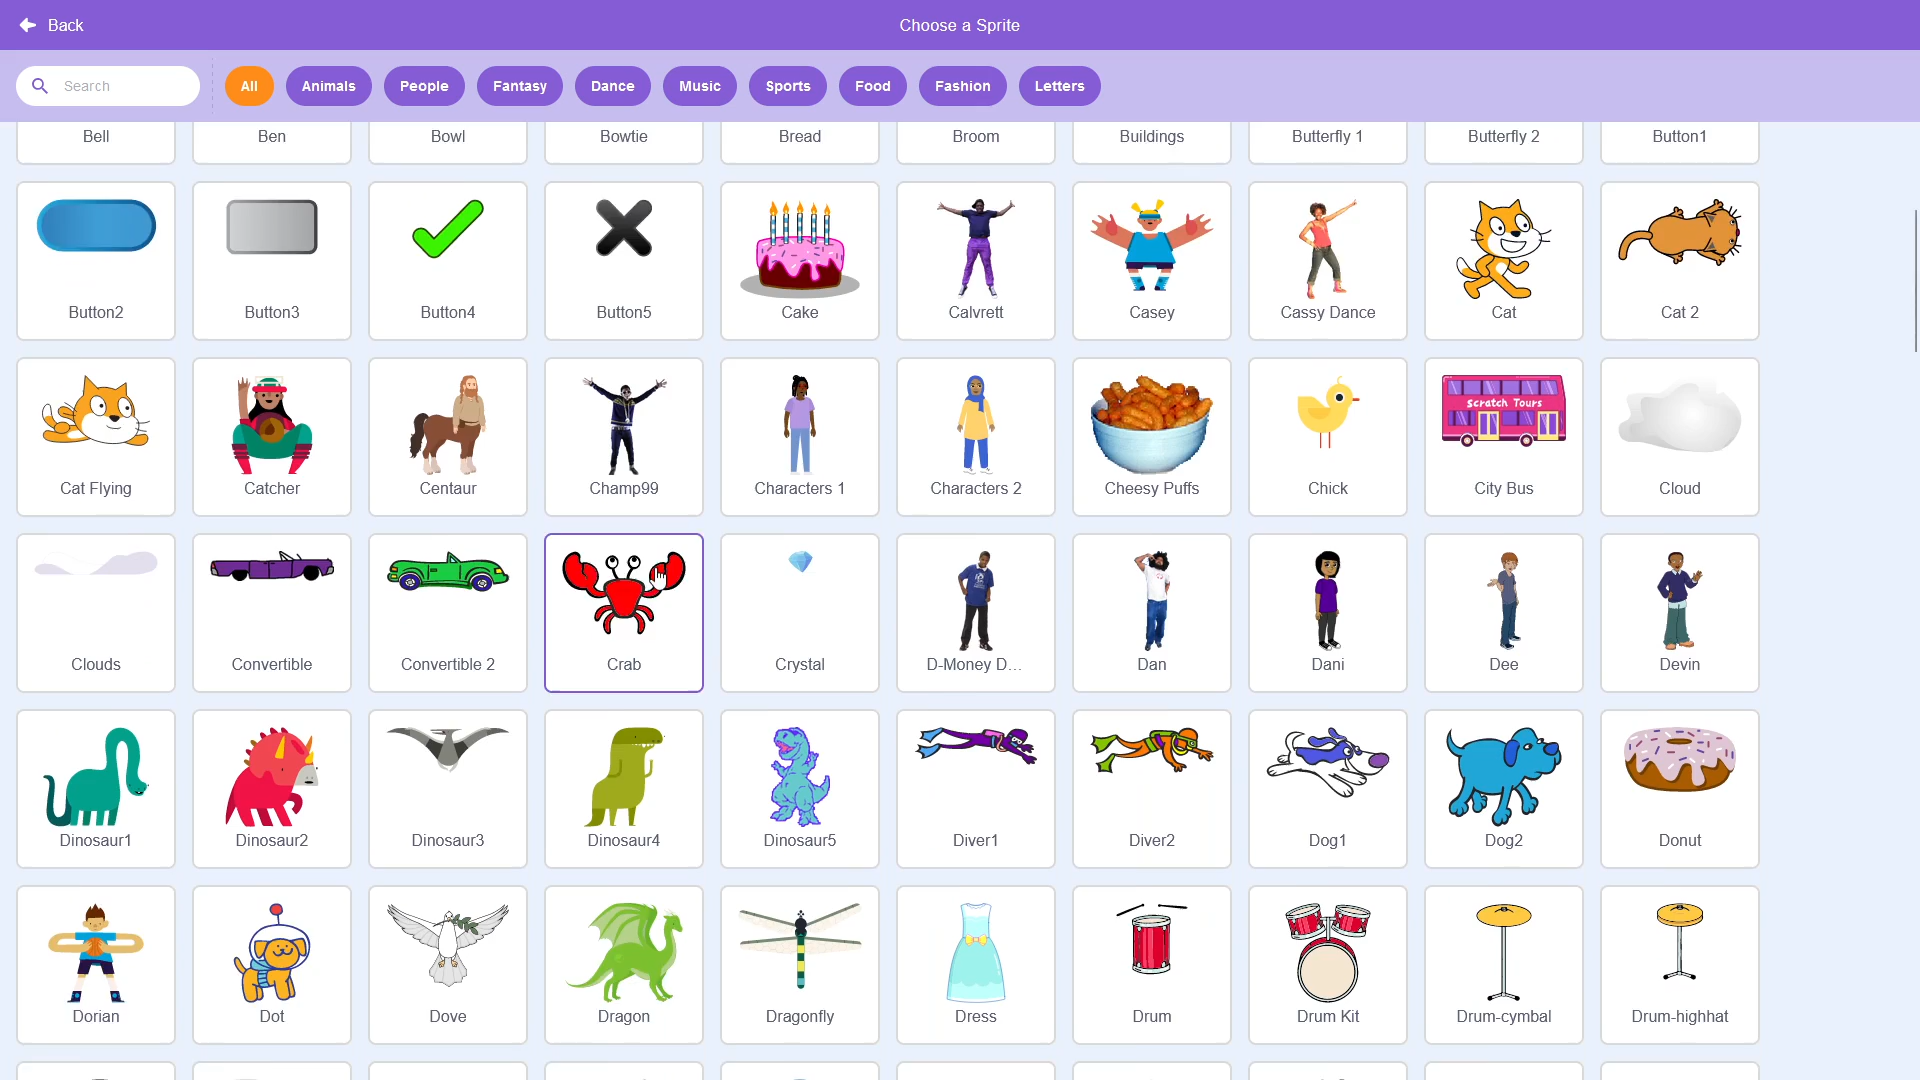 Back
Choose a Sprite
Search
All
Animals
People
Fantasy
Dance
Music
Sports
Food
Fashion
Letters
Bell
Ben
Bowl
Bowtie
Bread
Broom
Buildings
Butterfly 1
Butterfly 2
Button1
Button2
Button3
Button4
Button5
Cake
Calvrett
Casey
Cassy Dance
Cat
Cat 2
Scratch Tours
Cat Flying
Catcher
Centaur
Champ99
Characters 1
Characters 2
Cheesy Puffs
Chick
City Bus
Cloud
Clouds
Convertible
Convertible 2
Crab
Crystal
D-Money D...
Dan
Dani
Dee
Devin
Dinosaur1
Dinosaur2
Dinosaur3
Dinosaur4
Dinosaur5
Diver1
Diver2
Dog1
Dog2
Donut
Dorian
Dot
Dove
Dragon
Dragonfly
Dress
Drum
Drum Kit
Drum-cymbal
Drum-highhat